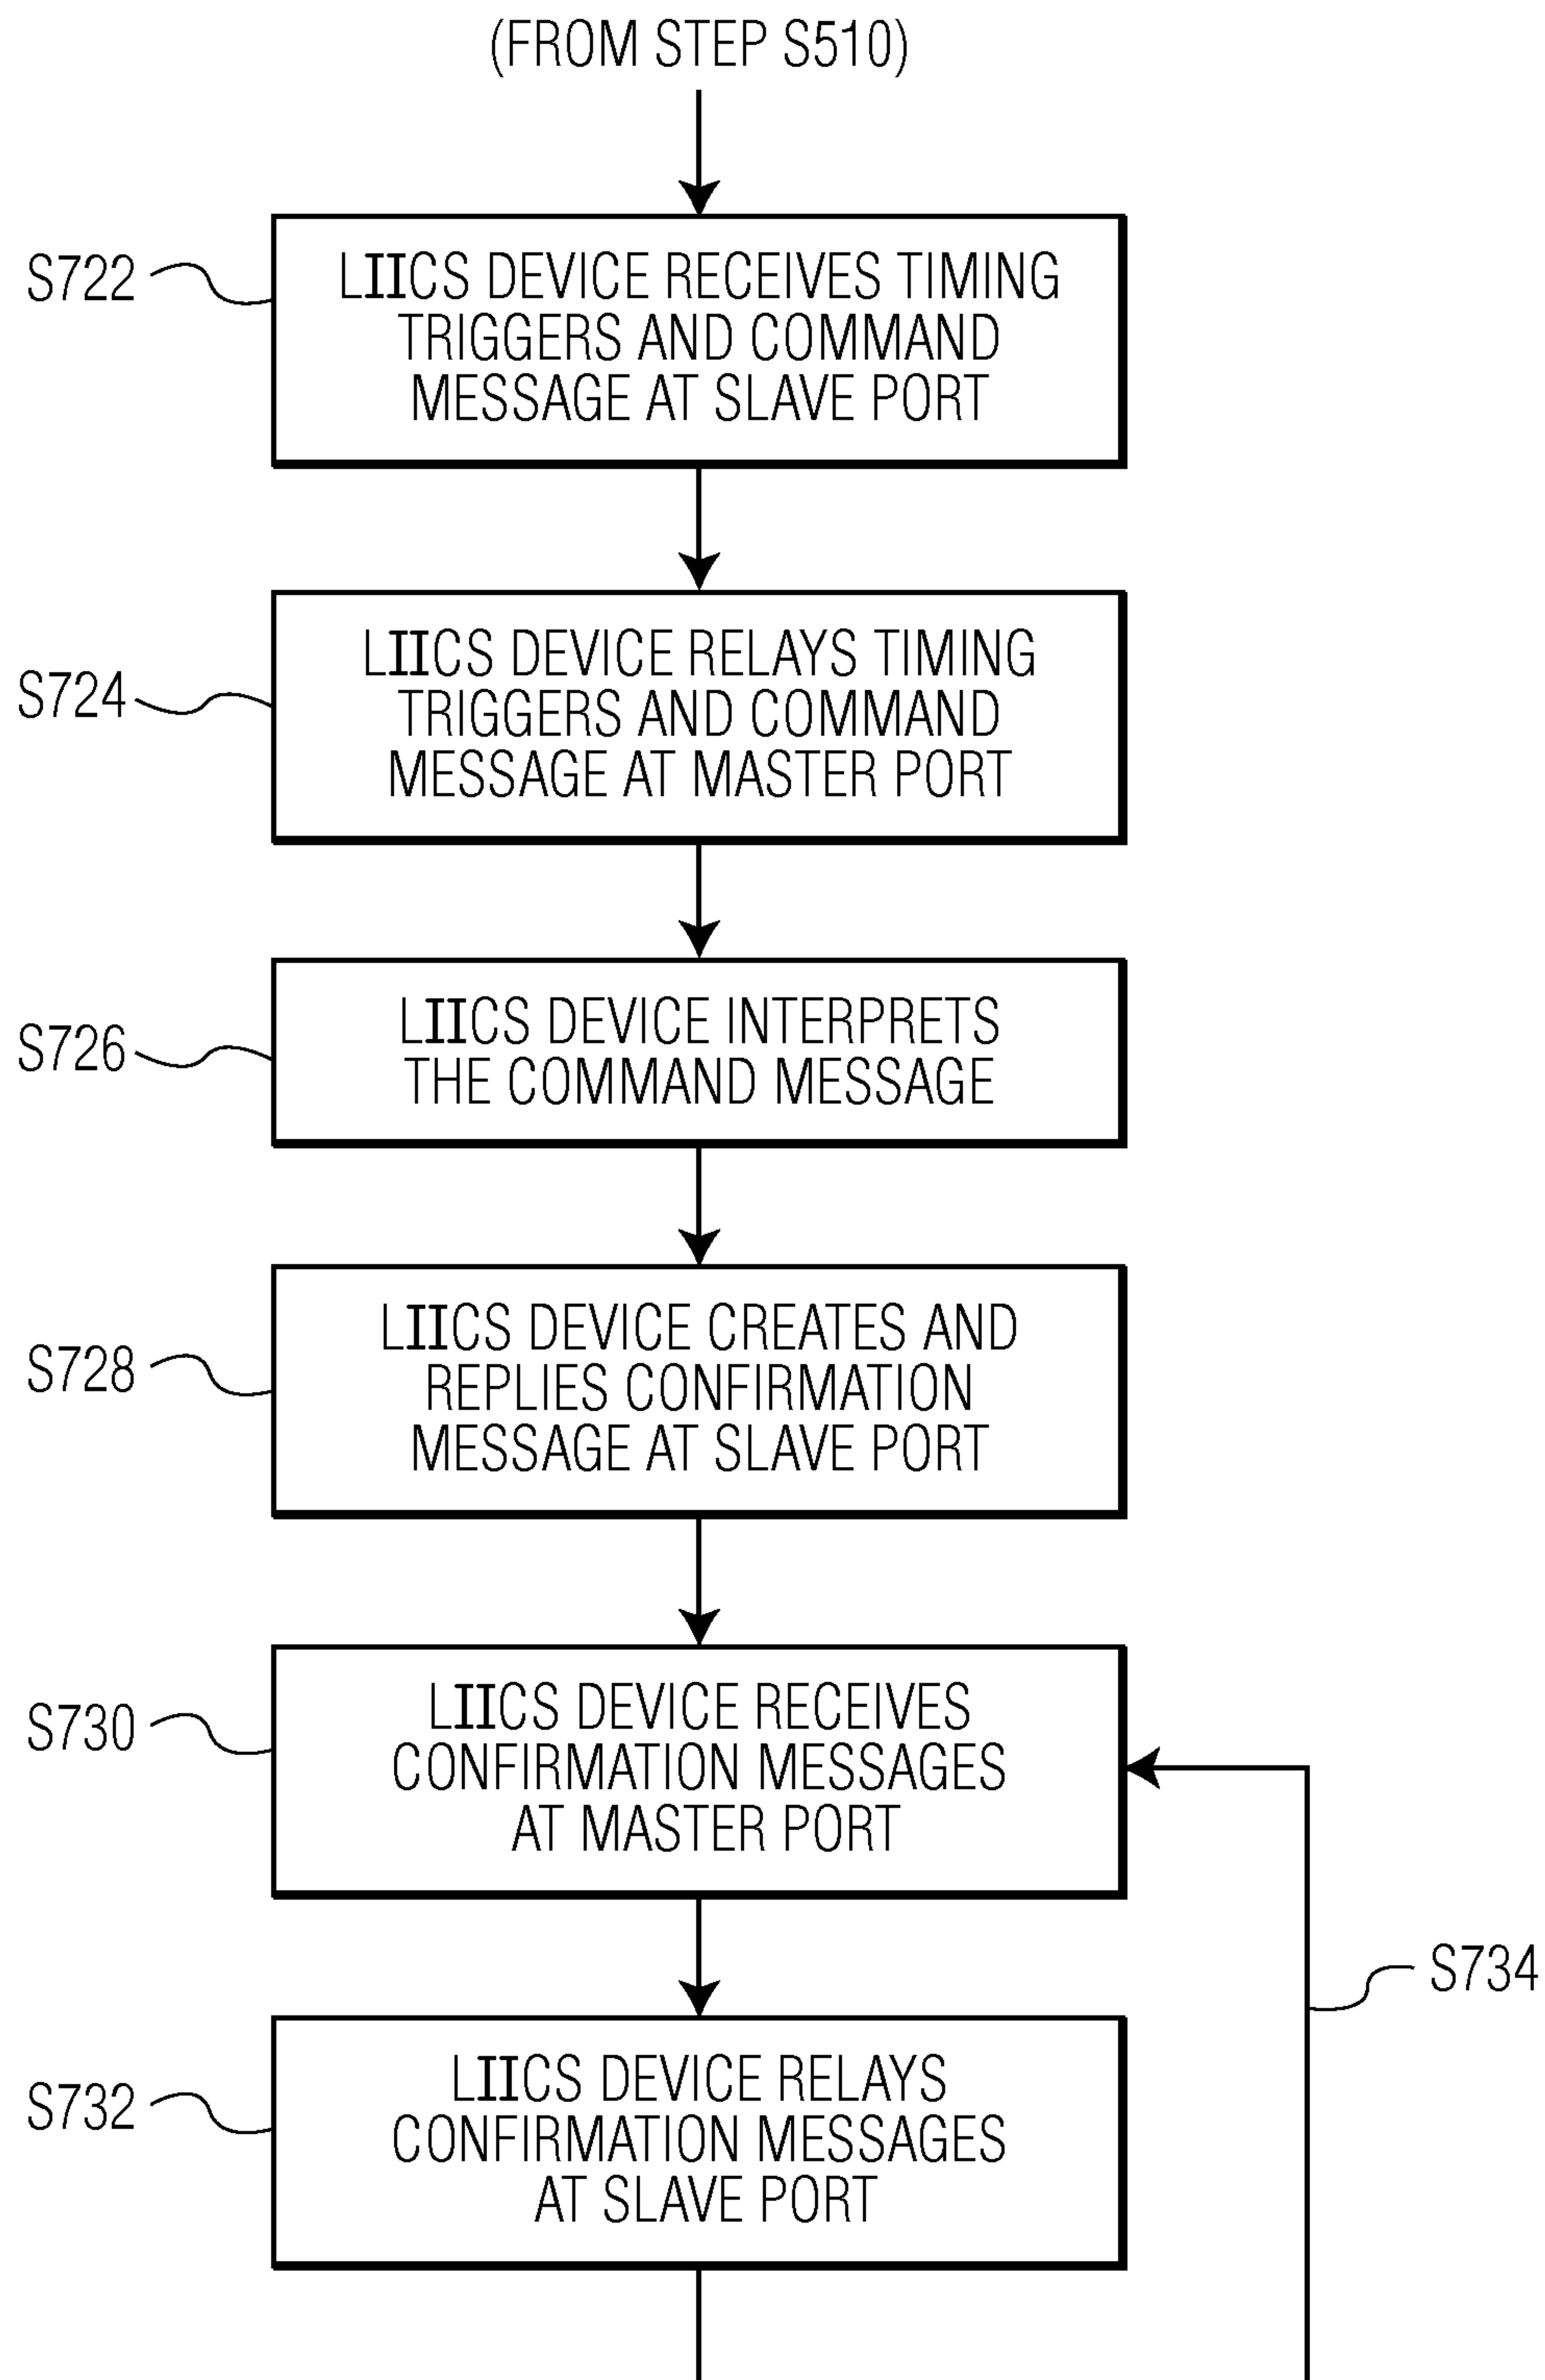 (FROM STEP S510)
S722
LIICS DEVICE RECEIVES TIMING
TRIGGERS AND COMMAND
MESSAGE AT SLAVE PORT
S724
LIICS DEVICE RELAYS TIMING
TRIGGERS AND COMMAND
MESSAGE AT MASTER PORT
S726
LIICS DEVICE INTERPRETS
THE COMMAND MESSAGE
S728
LIICS DEVICE CREATES AND
REPLIES CONFIRMATION
MESSAGE AT SLAVE PORT
S730
LIICS DEVICE RECEIVES
CONFIRMATION MESSAGES
AT MASTER PORT
S734
S732
LIICS DEVICE RELAYS
CONFIRMATION MESSAGES
AT SLAVE PORT